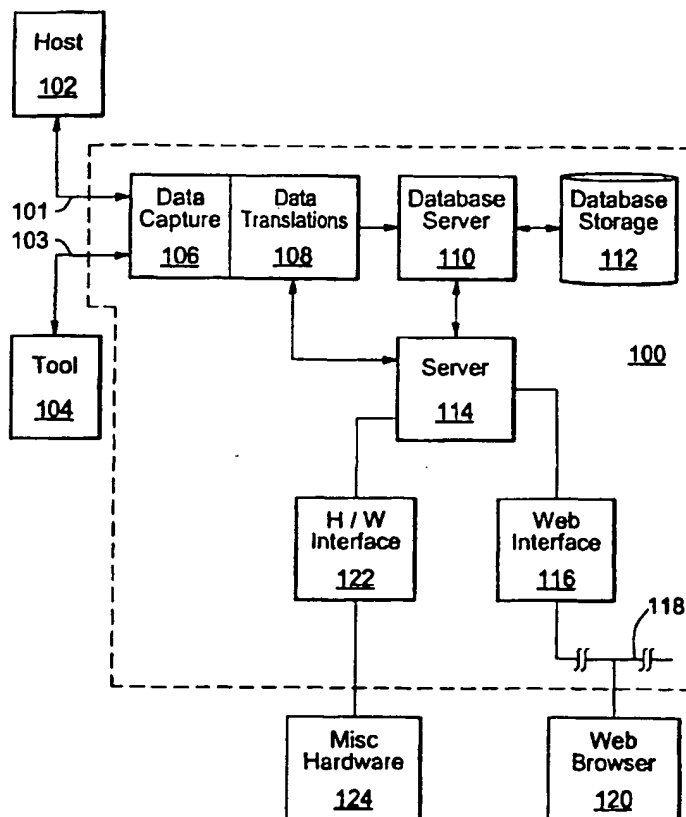 Host
102
101
103
Data
Capture
106
Data
Translations
108
Database
Server
110
Database
Storage
112
Tool
104
Server
114
100
H / W
Interface
122
Web
Interface
116
118
Misc
Hardware
124
Web
Browser
120